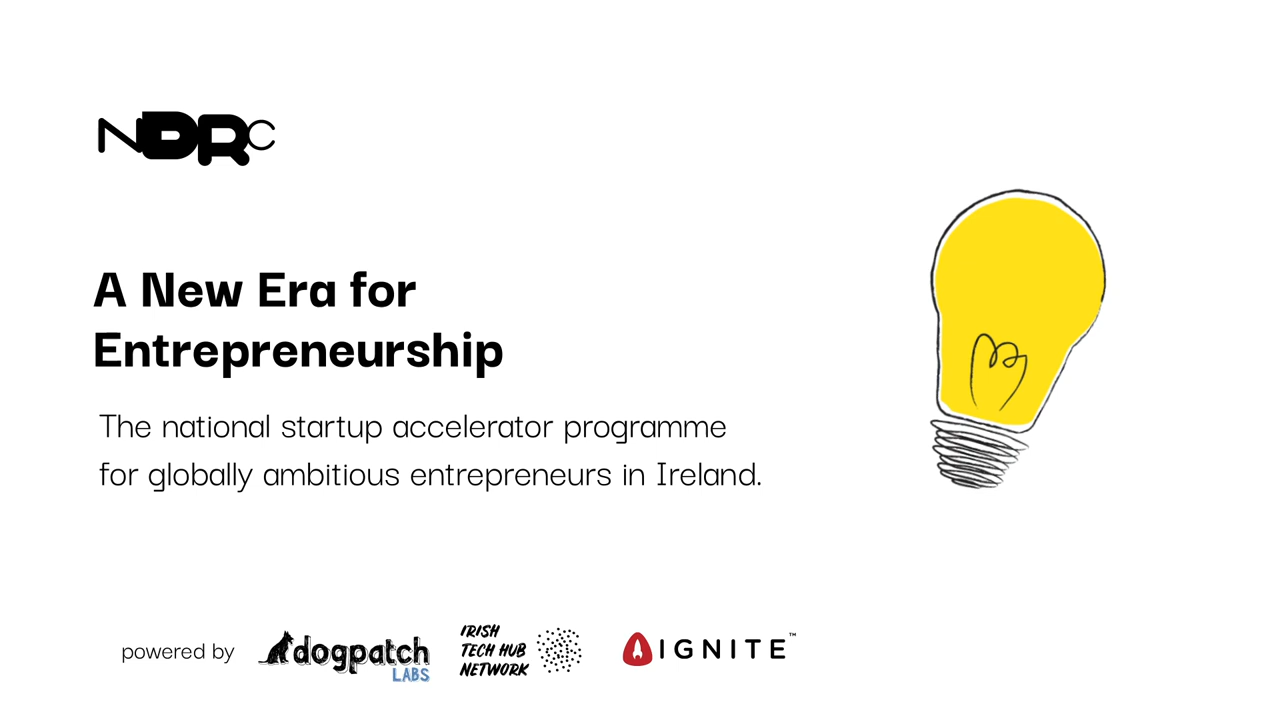 NDRC
A New Era for
Entrepreneurship
The national startup accelerator programme
for globally ambitious entrepreneurs in Ireland.
powered by
dogpatch
LABS
IRISH
TECH HUB
NETWORK
IGNITE™